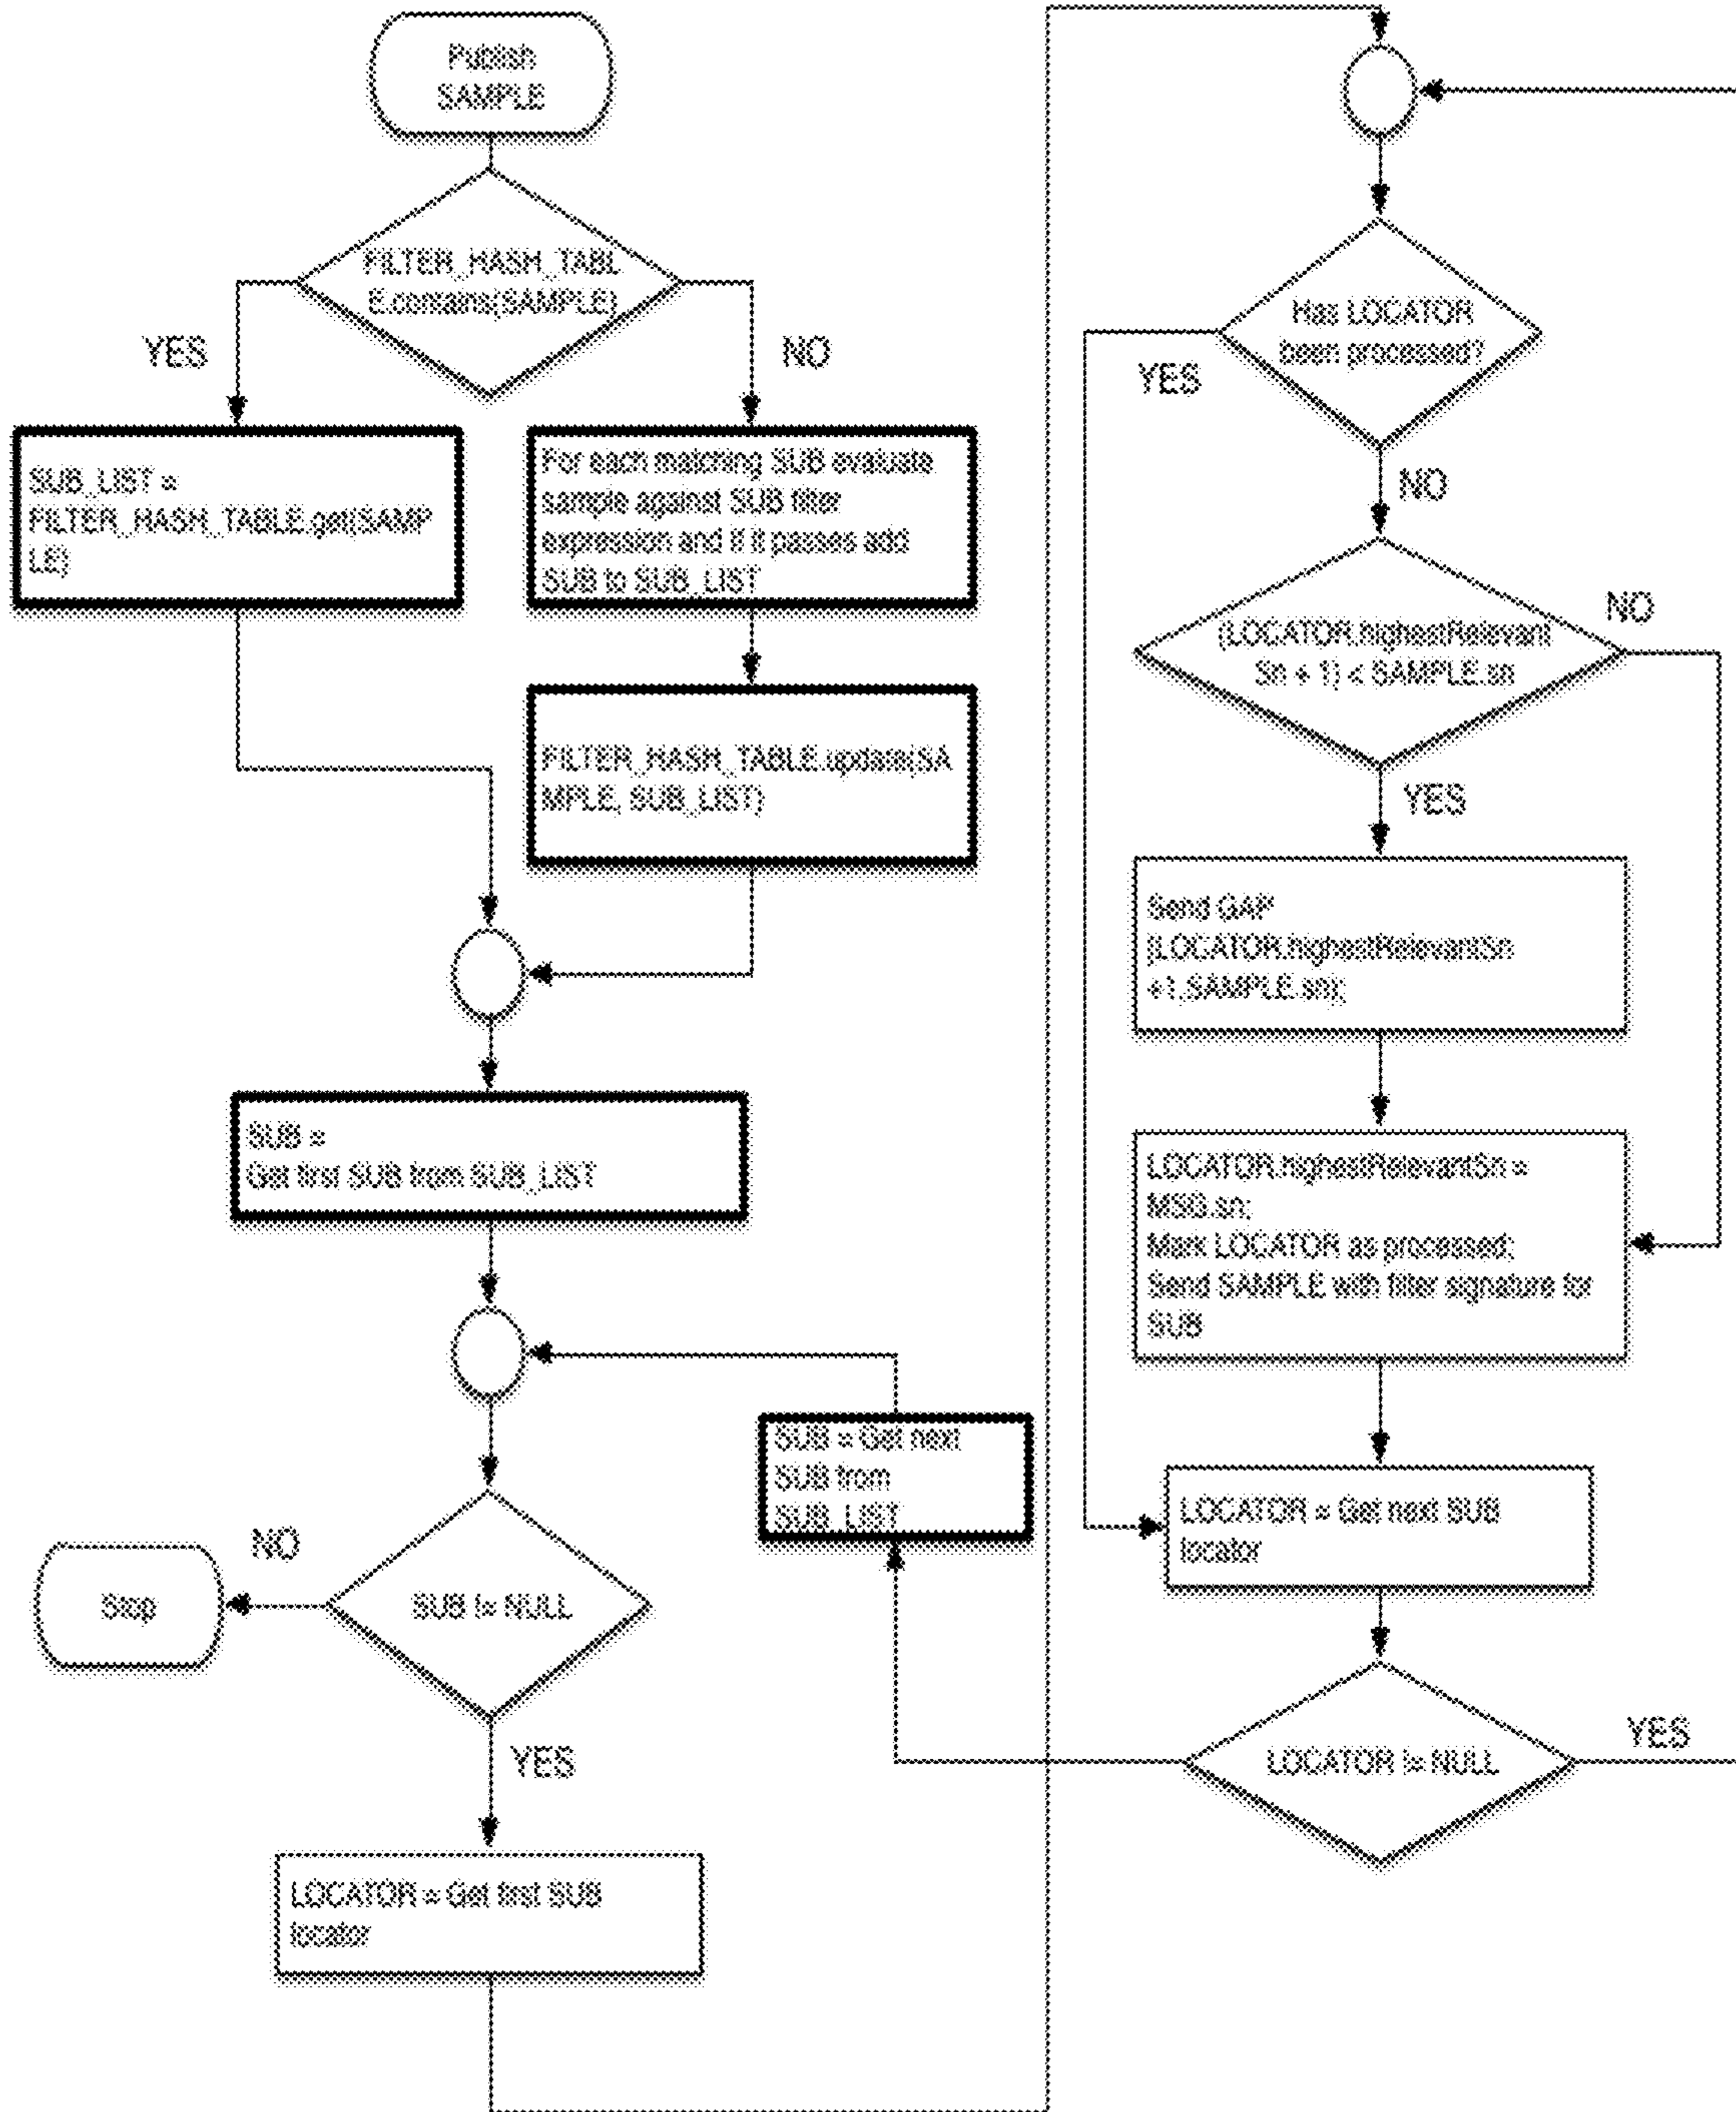 Publish
SAMPLE
FILTER_HASH_TABL
E.contains(SAMPLE)
YES
NO
SUB_LIST =
FILTER_HASH_TABLE.get(SAMP
LE)
For each matching SUB evaluate
sample against SUB filter
expression and if it passes add
SUB to SUB_LIST
FILTER_HASH_TABLE.update(SA
MPLE, SUB_LIST)
SUB =
Get first SUB from SUB_LIST
SUB = Get next
SUB from
SUB_LIST
NO
Stop
SUB != NULL
YES
LOCATOR = Get first SUB
locator
Has LOCATOR
been processed?
YES
NO
(LOCATOR.highestRelevant
Sn + 1) < SAMPLE.sn
NO
YES
Send GAP
(LOCATOR.highestRelevantSn
+1,SAMPLE.sn);
LOCATOR.highestRelevantSn =
MSG.sn;
Mark LOCATOR as processed;
Send SAMPLE with filter signature for
SUB
LOCATOR = Get next SUB
locator
LOCATOR != NULL
YES